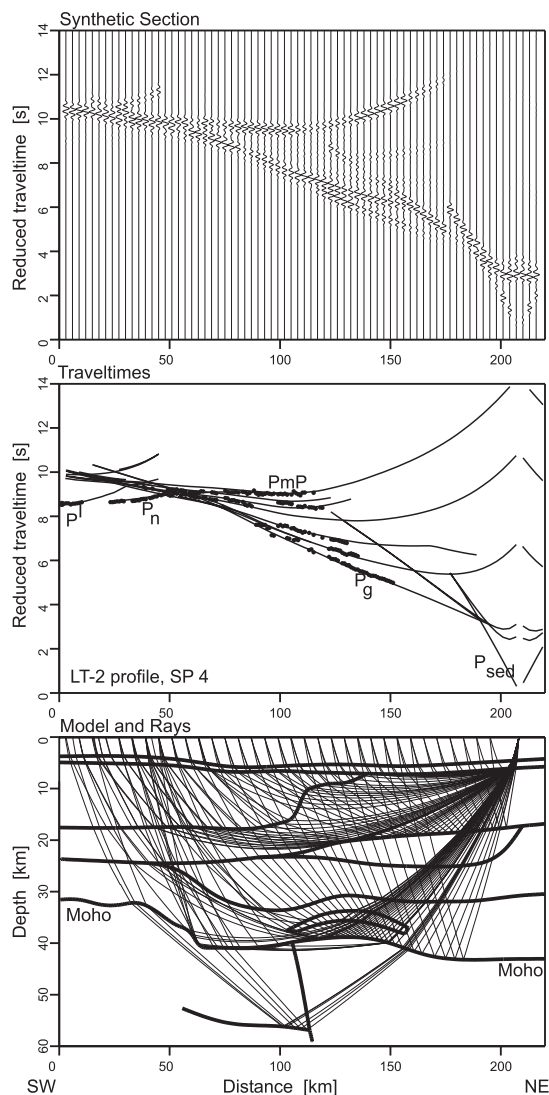 Synthetic Section
Reduced traveltime [s]
14
12
10
8
6
4
2
0
0 50 100 150 200
Traveltimes
Reduced traveltime [s]
14
12
10
8
6
4
2
0
PmP
Pl
Pn
Pg
Psed
LT-2 profile, SP 4
0 50 100 150 200
Model and Rays
Depth [km]
0
10
20
30
40
50
60
Moho
Moho
0 50 100 150 200
SW Distance [km] NE